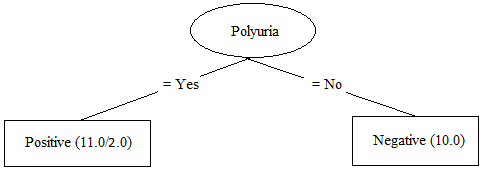 Polyuria
= Yes
= No
Positive (11.0/2.0)
Negative (10.0)